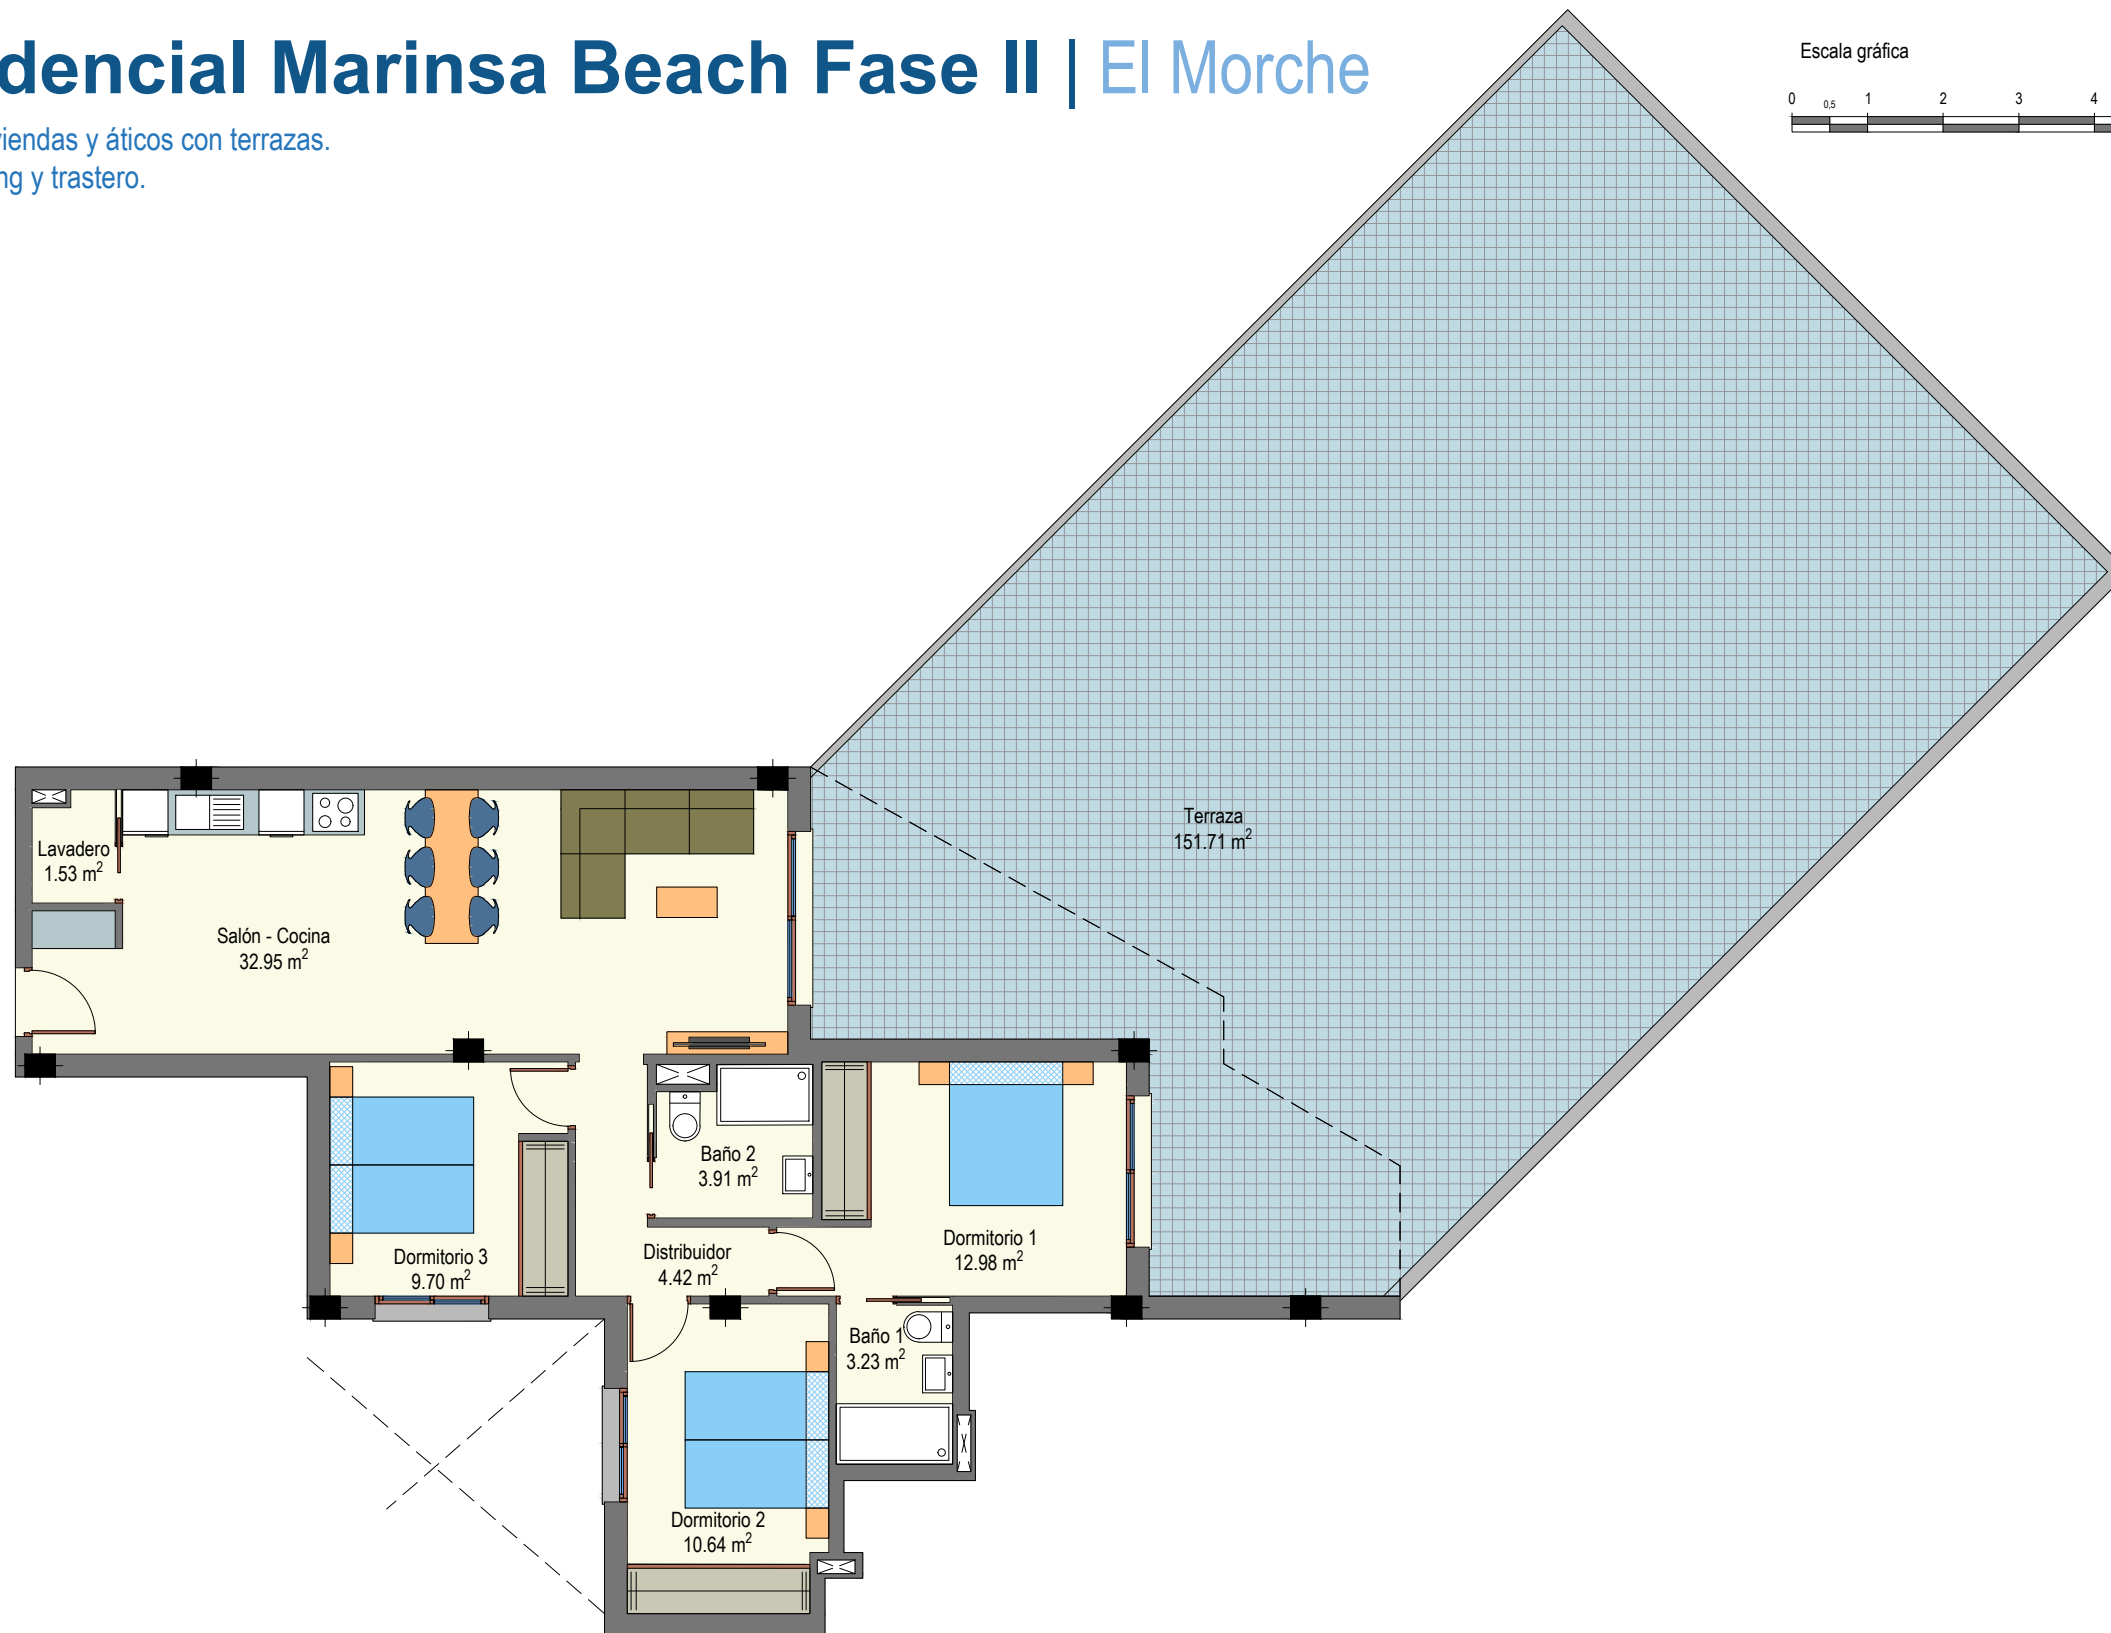 dencial Marinsa Beach Fase II | El Morche
viendas y áticos con terrazas.
ng y trastero.
Escala gráfica
0 0,5 1 2 3 4
Terraza
151.71 m²
Lavadero
1.53 m²
Salón - Cocina
32.95 m²
Baño 2
3.91 m²
Dormitorio 1
12.98 m²
Distribuidor
4.42 m²
Dormitorio 3
9.70 m²
Baño 1
3.23 m²
Dormitorio 2
10.64 m²